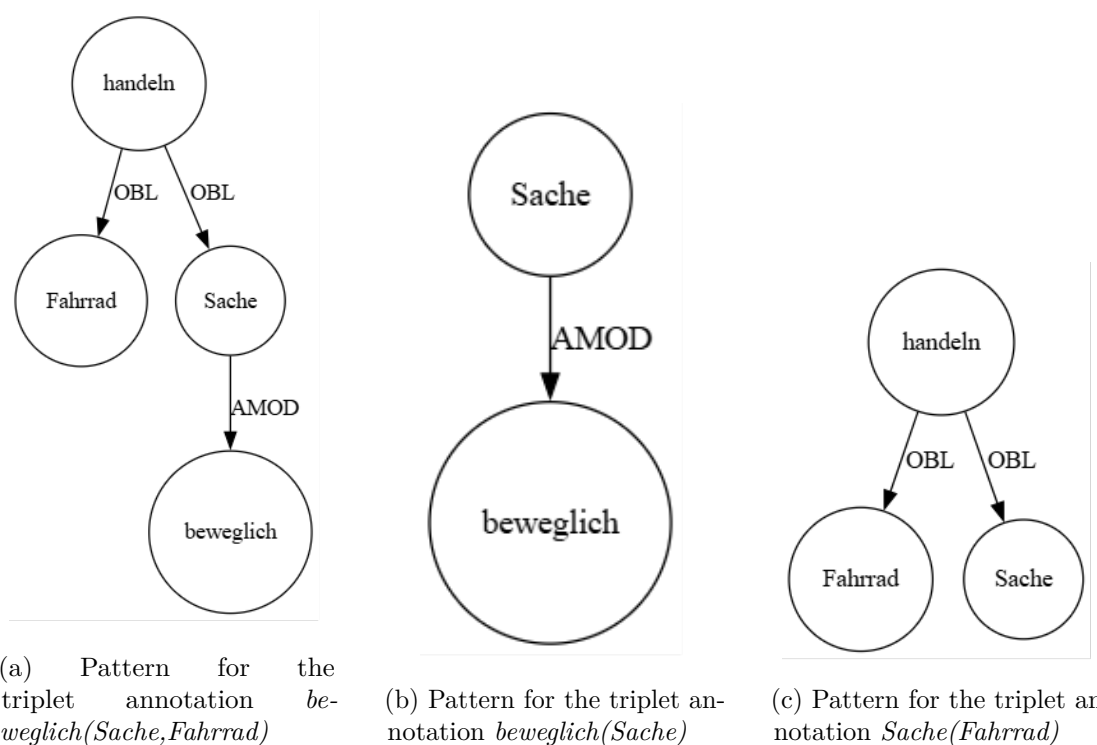 handeln
OBL OBL
Fahrrad Sache
AMOD
beweglich
(a) Pattern for the
triplet annotation be-
weglich(Sache,Fahrrad)
Sache
AMOD
beweglich
(b) Pattern for the triplet an-
notation beweglich(Sache)
handeln
OBL OBL
Fahrrad Sache
(c) Pattern for the triplet an
notation Sache(Fahrrad)